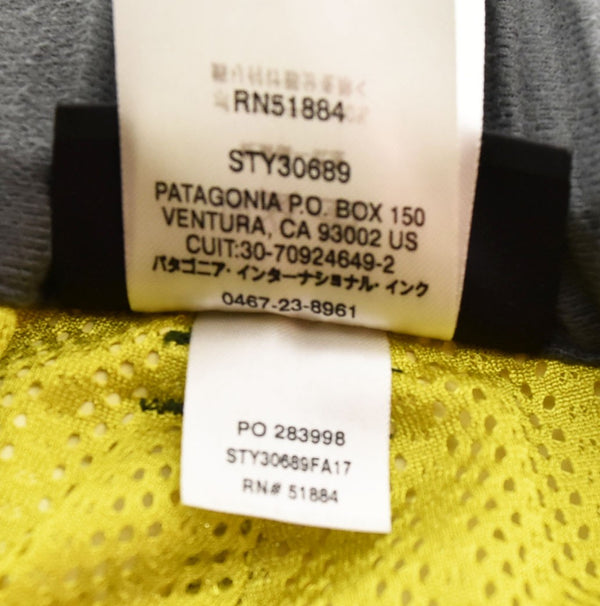 RN51884
STY30689
PATAGONIA P.O. BOX 150
VENTURA, CA 93002 US
CUIT:30-70924649-2
パタゴニア・インターナショナル・インク
0467-23-8961
PO 283998
STY30689FA17
RN# 51884